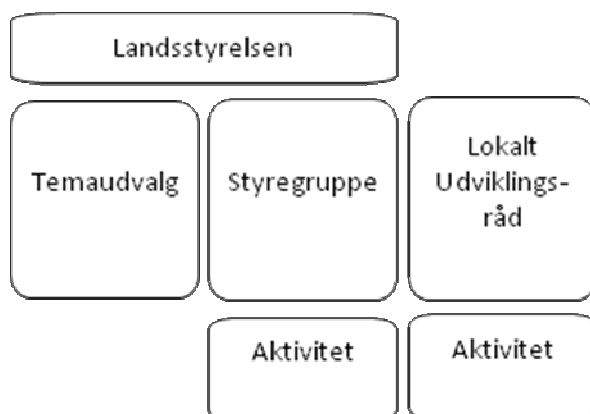 Landsstyrelsen
Temaudvalg
Styregruppe
Lokalt
Udviklings-
råd
Aktivitet
Aktivitet